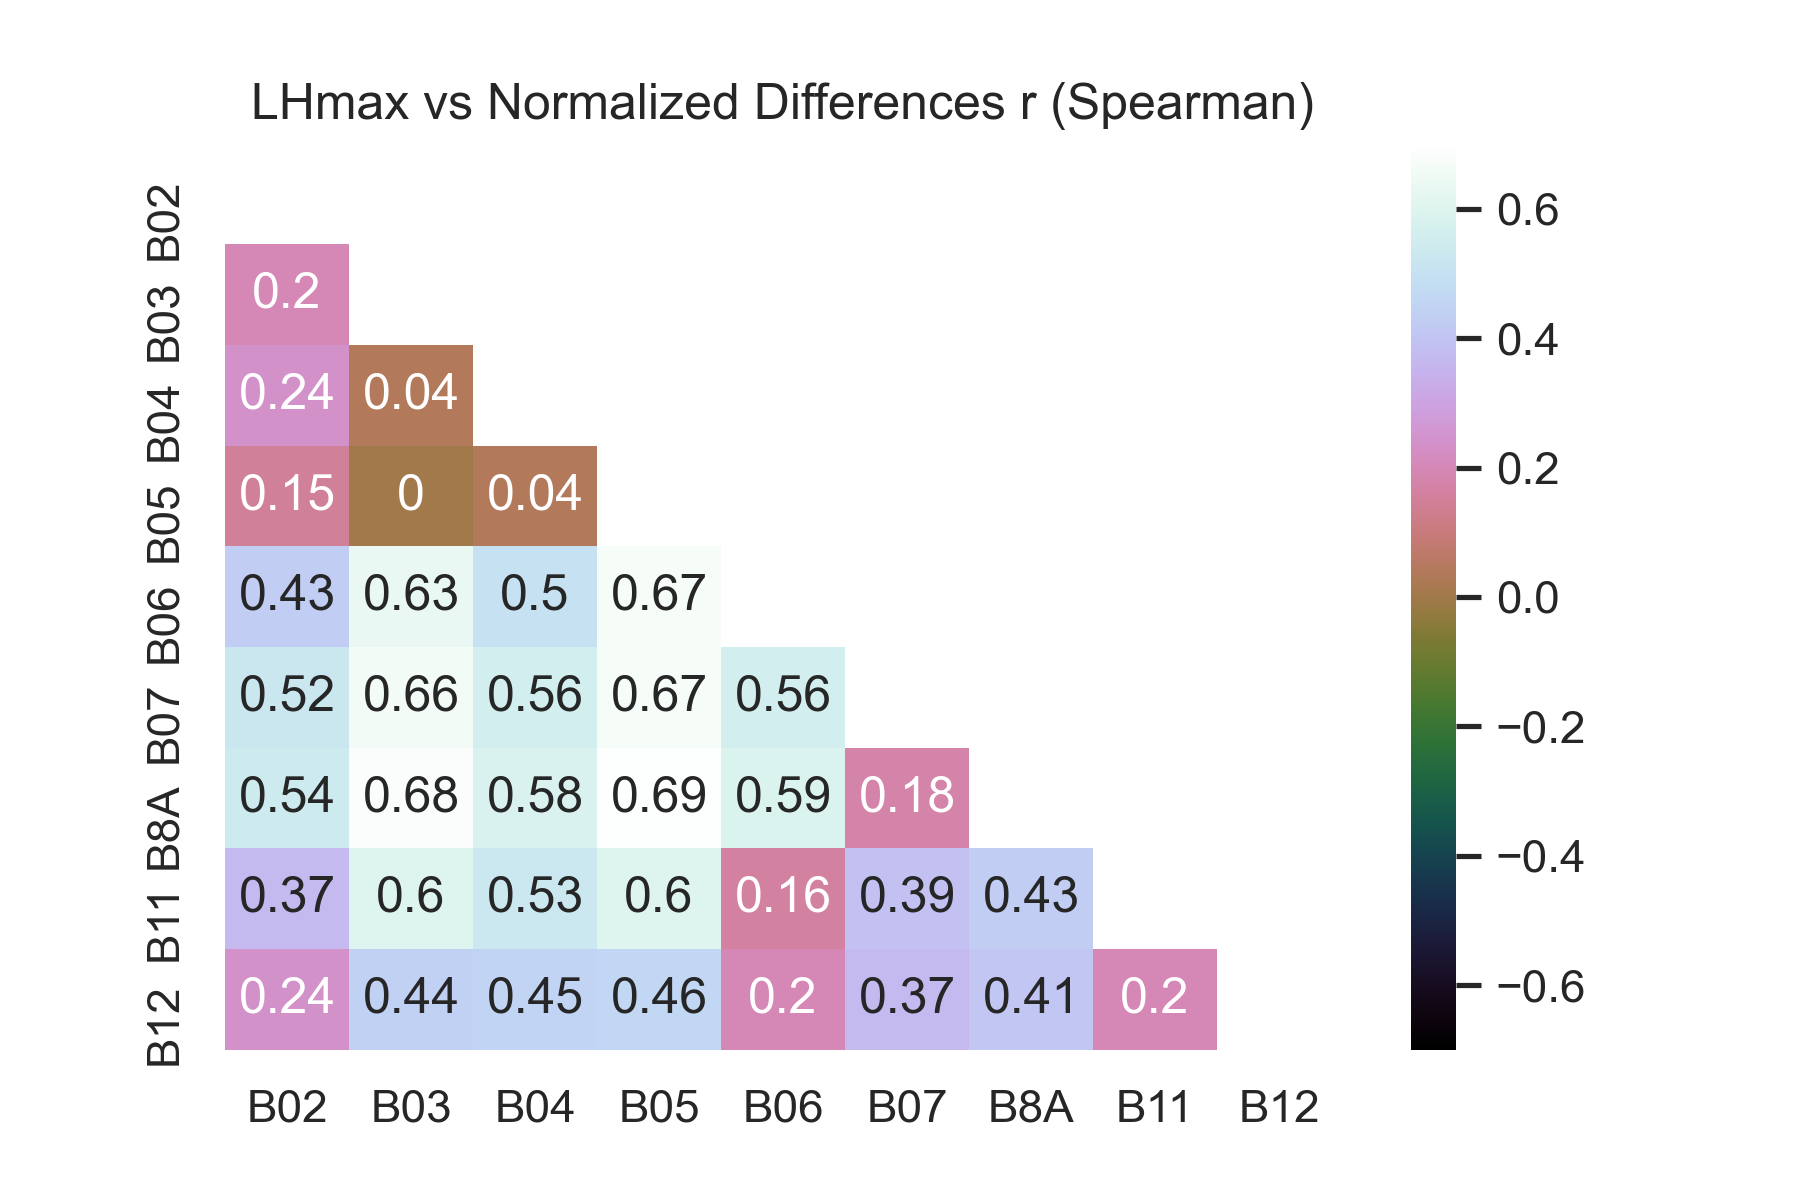 LHmax vs Normalized Differences r (Spearman)
B02
B03 0.2
B04 0.24 0.04
B05 0.15 0 0.04
B06 0.43 0.63 0.5 0.67
B07 0.52 0.66 0.56 0.67 0.56
B8A 0.54 0.68 0.58 0.69 0.59 0.18
B11 0.37 0.6 0.53 0.6 0.16 0.39 0.43
B12 0.24 0.44 0.45 0.46 0.2 0.37 0.41 0.2
B02 B03 B04 B05 B06 B07 B8A B11 B12
0.6
0.4
0.2
0.0
−0.2
−0.4
−0.6